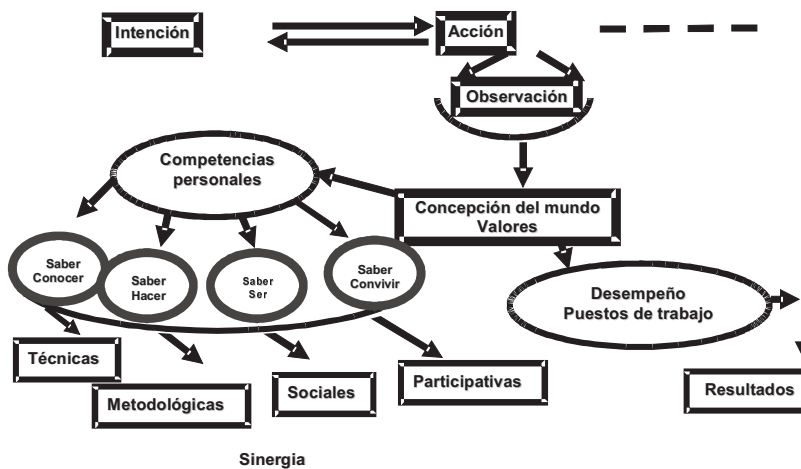 Intención
Acción
Observación
Competencias
personales
Concepción del mundo
Valores
Saber
Conocer
Saber
Hacer
Saber
Ser
Saber
Convivir
Desempeño
Puestos de trabajo
Técnicas
Metodológicas
Sociales
Participativas
Resultados
Sinergia